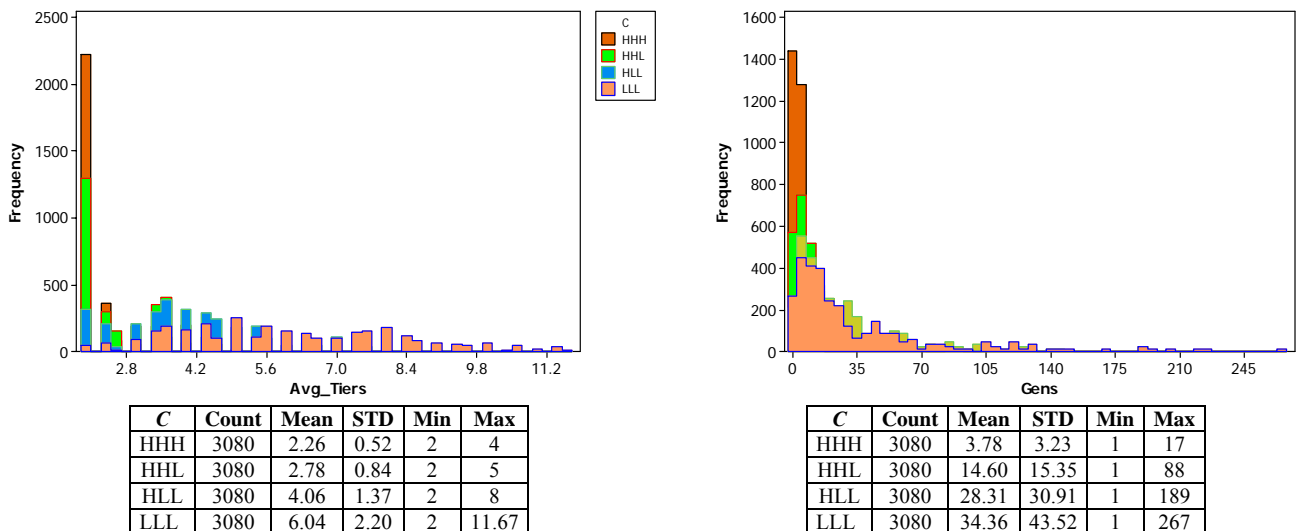 2500
2000
1500
1000
500
0
Frequency
2.8 4.2 5.6 7.0 8.4 9.8 11.2
Avg_Tiers
C
HHH
HHL
HLL
LLL
1600
1400
1200
1000
800
600
400
200
0
Frequency
0 35 70 105 140 175 210 245
Gens
C Count Mean STD Min Max
HHH 3080 2.26 0.52 2 4
HHL 3080 2.78 0.84 2 5
HLL 3080 4.06 1.37 2 8
LLL 3080 6.04 2.20 2 11.67
C Count Mean STD Min Max
HHH 3080 3.78 3.23 1 17
HHL 3080 14.60 15.35 1 88
HLL 3080 28.31 30.91 1 189
LLL 3080 34.36 43.52 1 267